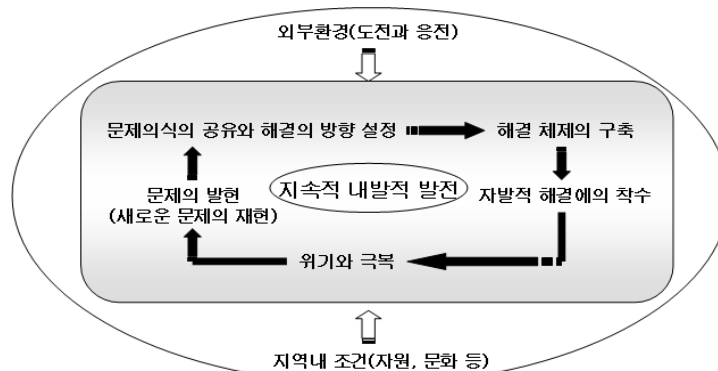 외부환경(도전과 응전)
문제의식의 공유와 해결의 방향 설정
해결 체제의 구축
문제의 발현
(새로운 문제의 재현)
지속적 내발적 발전
자발적 해결에의 착수
위기와 극복
지역내 조건(자원, 문화 등)